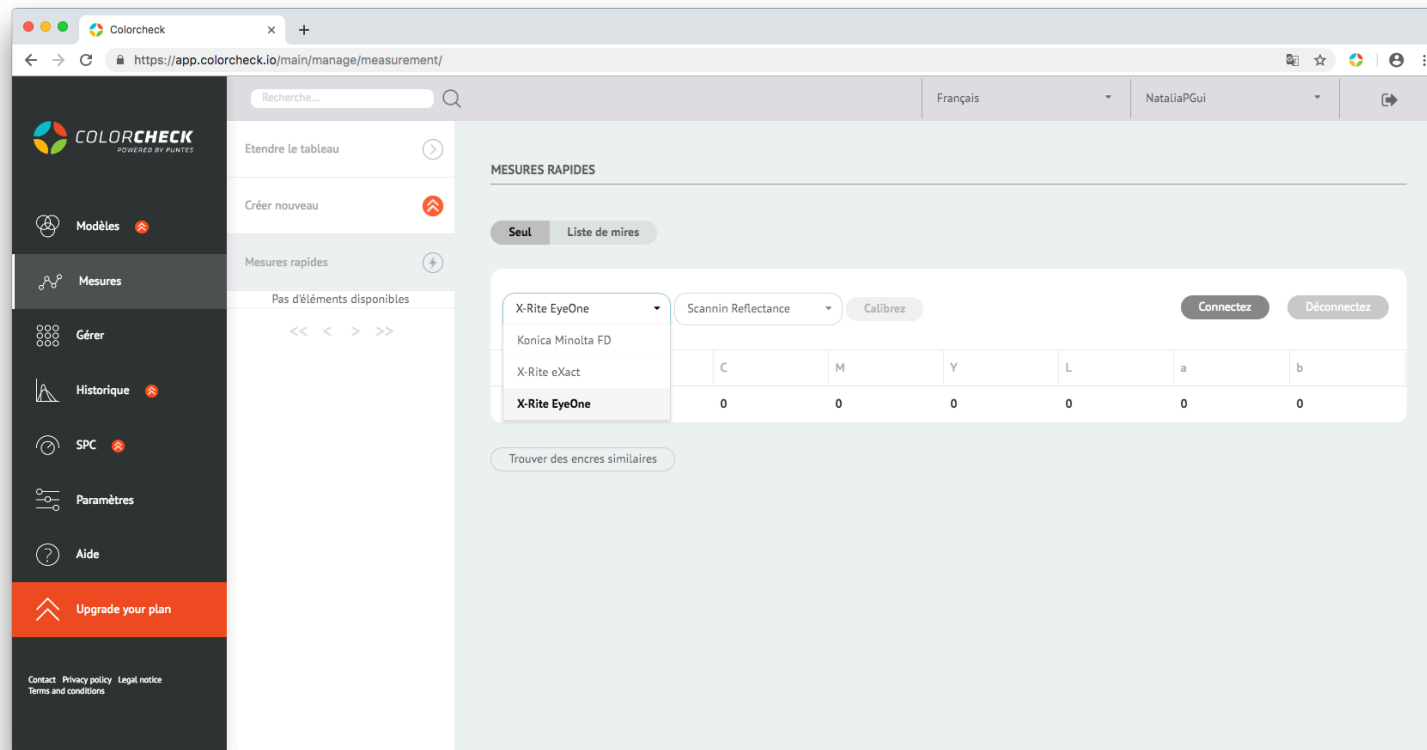 Colorcheck
https://app.colorcheck.io/main/manage/measurement/
COLORCHECK
POWERED BY PUNTES
Modèles
Mesures
Gérer
Historique
SPC
Paramètres
Aide
Upgrade your plan
Contact Privacy policy Legal notice
Terms and conditions
Recherche...
Français
NataliaPGui
Etendre le tableau
Créer nouveau
Mesures rapides
Pas d'éléments disponibles
<< < > >>
MESURES RAPIDES
Seul Liste de mires
X-Rite EyeOne Scannin Reflectance Calibrez Connectez Déconnectez
Konica Minolta FD
X-Rite eXact
X-Rite EyeOne
C M Y L a b
0 0 0 0 0 0
Trouver des encres similaires